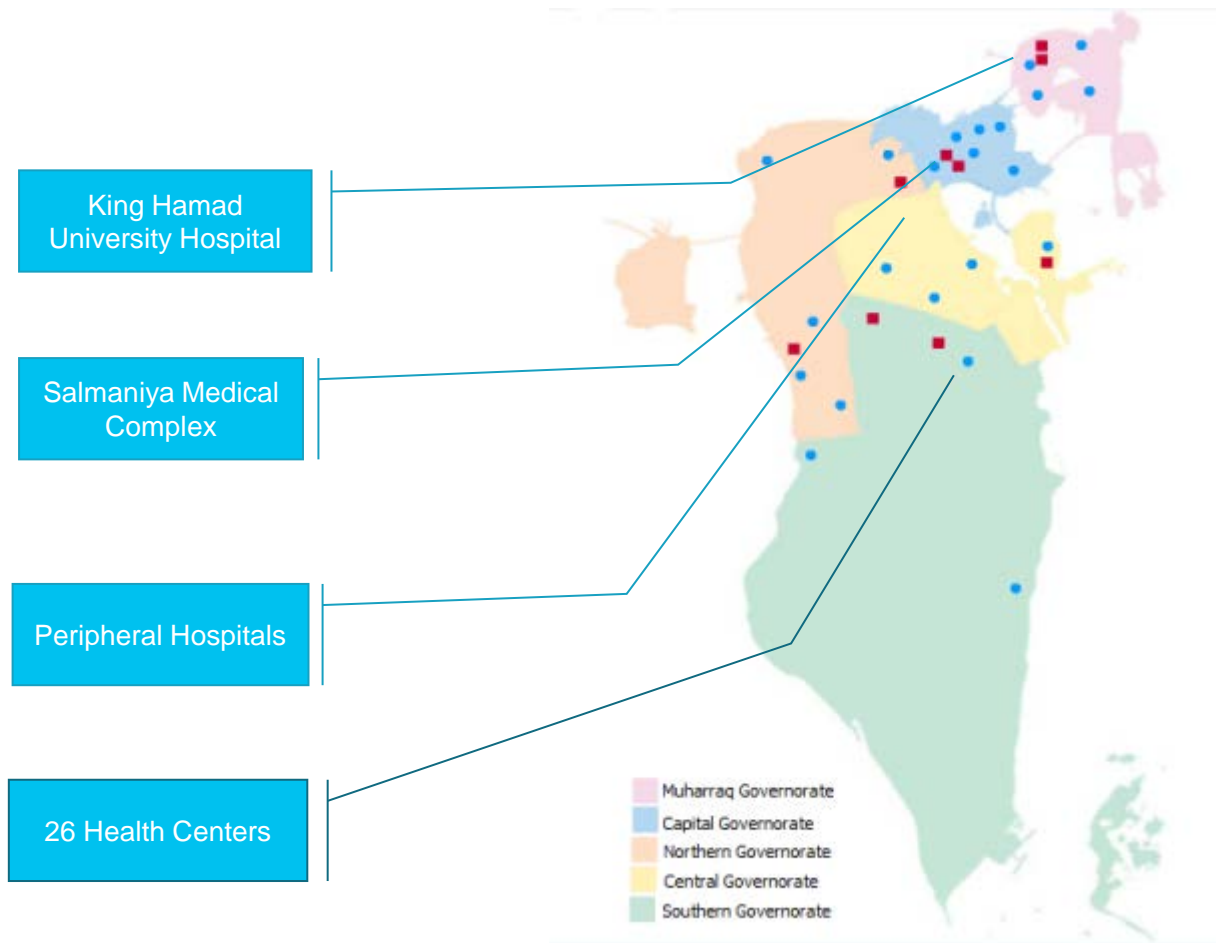 King Hamad
University Hospital
Salmaniya Medical
Complex
Peripheral Hospitals
26 Health Centers
Muharraq Governorate
Capital Governorate
Northern Governorate
Central Governorate
Southern Governorate